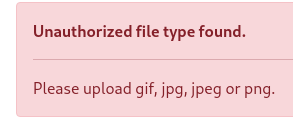 Unauthorized file type found.
Please upload gif, jpg, jpeg or png.